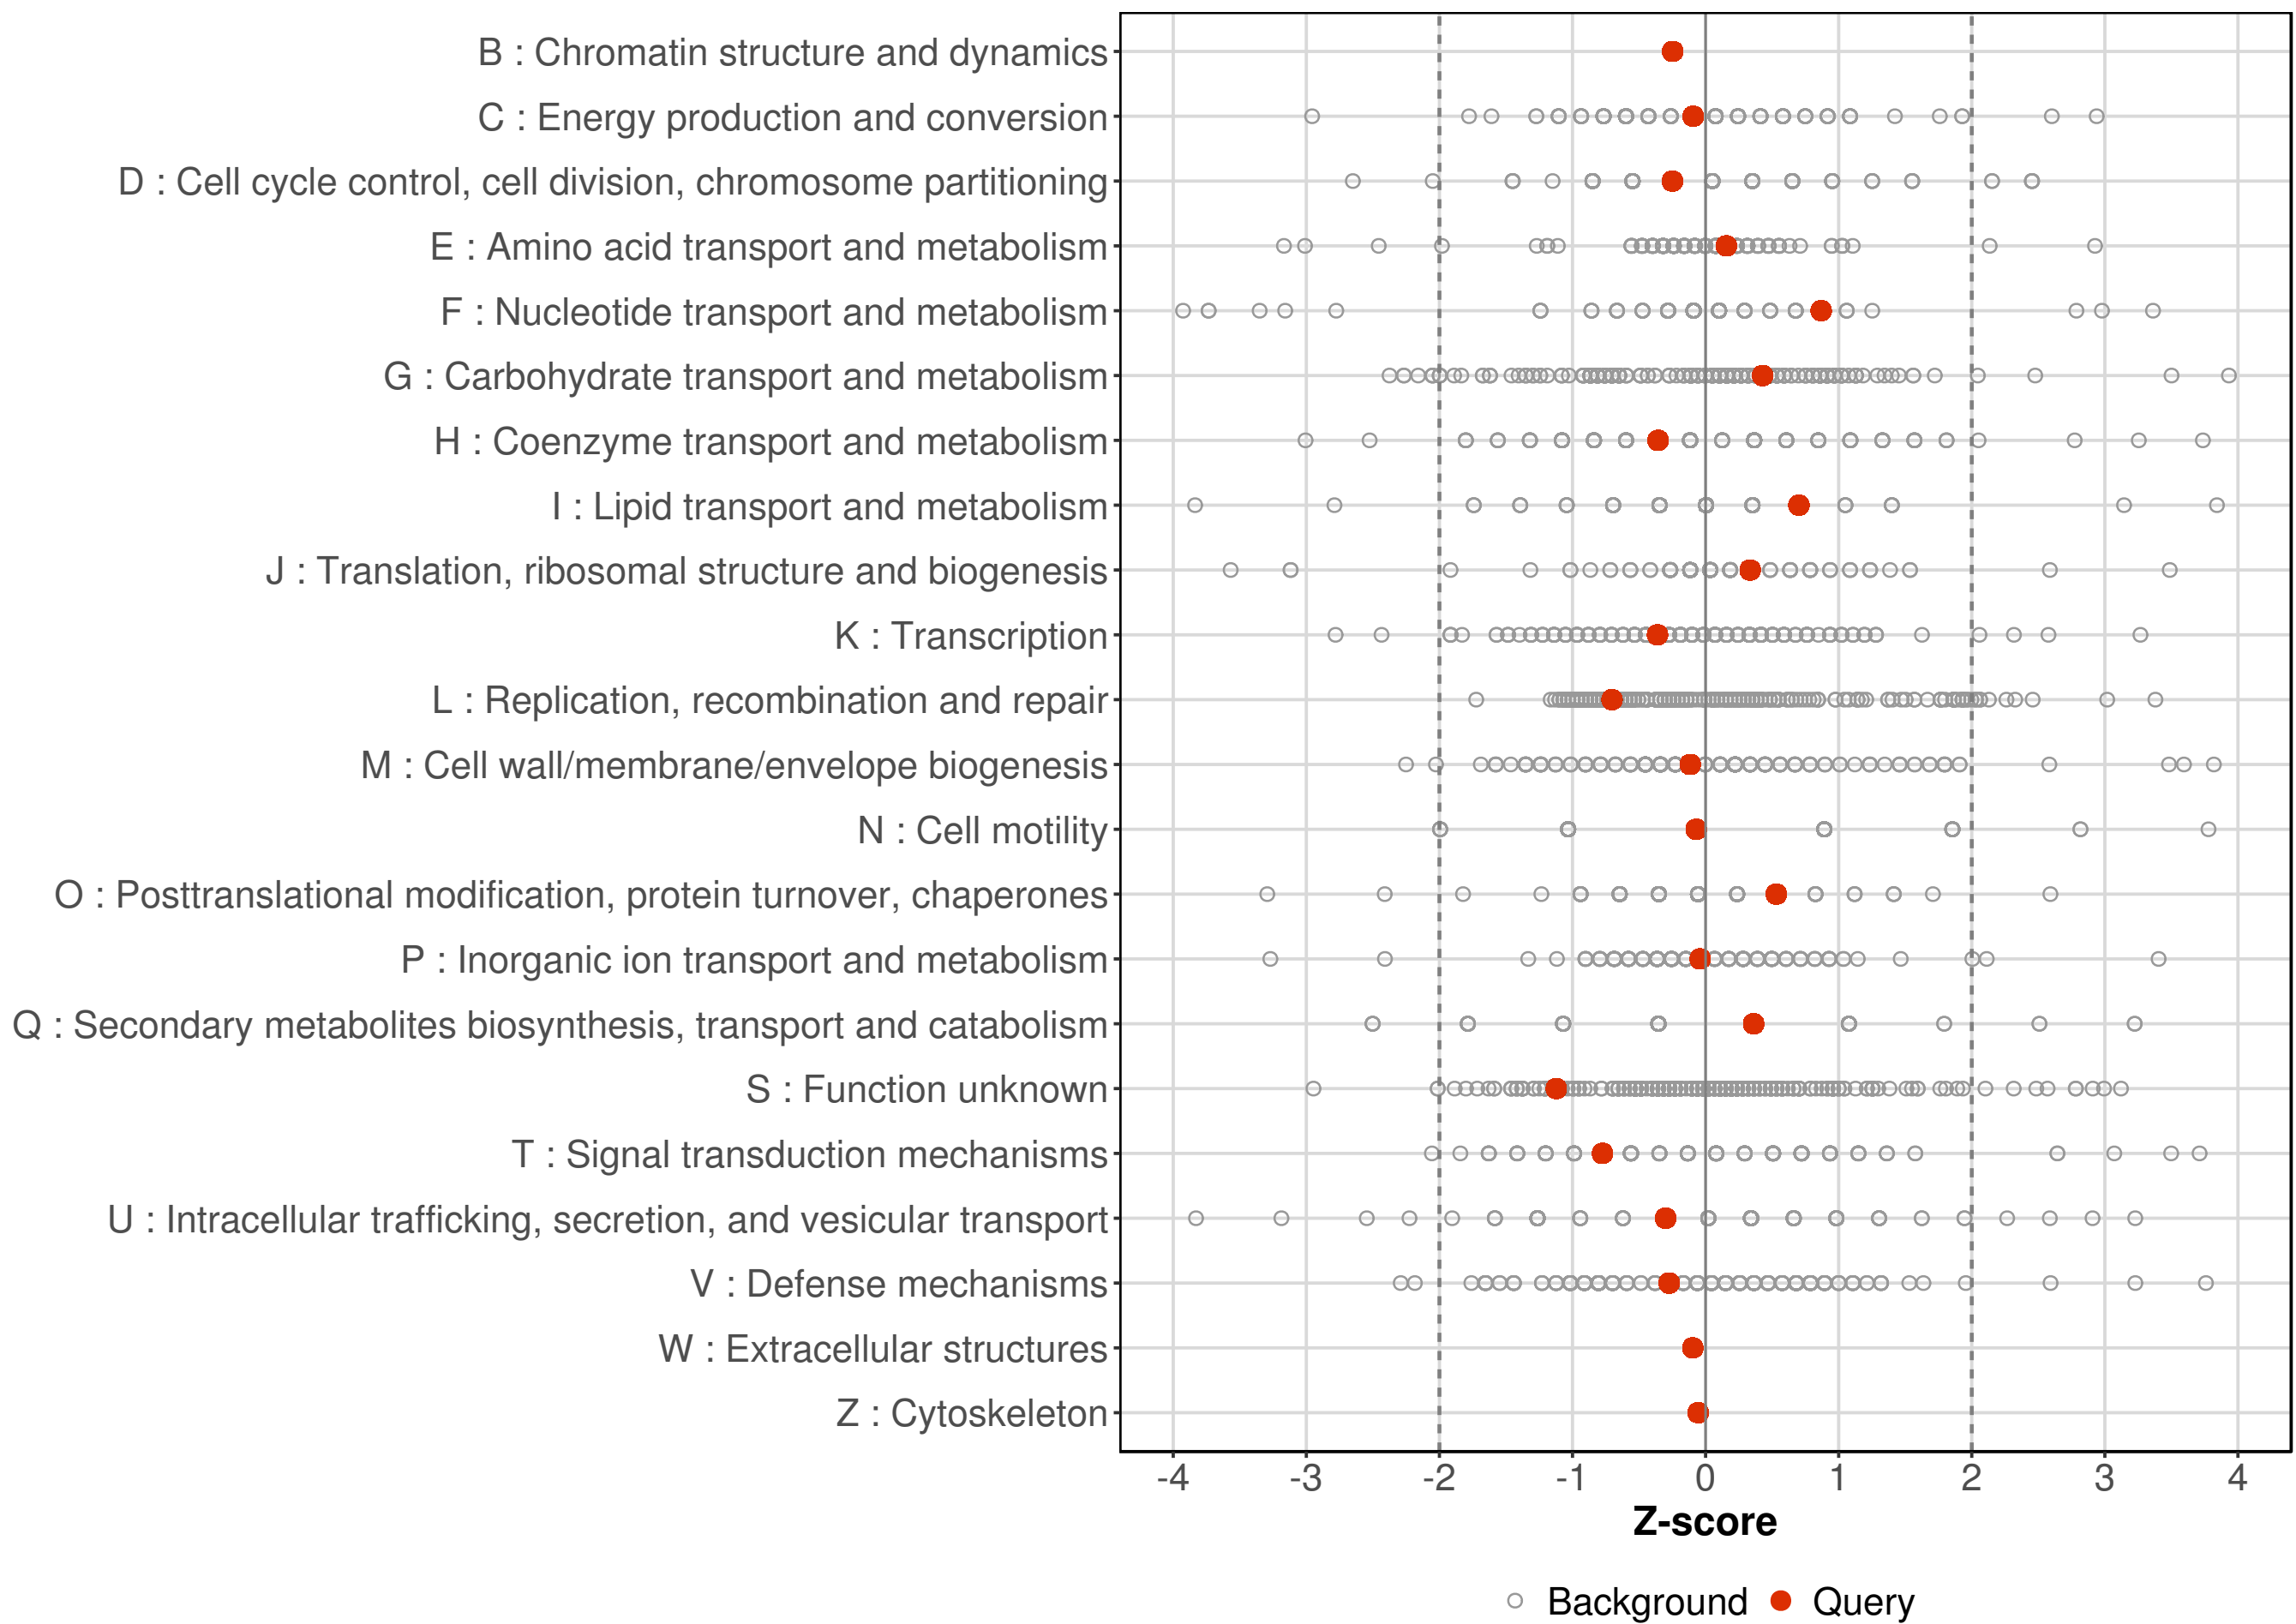 B : Chromatin structure and dynamics
C : Energy production and conversion
D : Cell cycle control, cell division, chromosome partitioning
E : Amino acid transport and metabolism
F : Nucleotide transport and metabolism
G : Carbohydrate transport and metabolism
H : Coenzyme transport and metabolism
I : Lipid transport and metabolism
J : Translation, ribosomal structure and biogenesis
K : Transcription
L : Replication, recombination and repair
M : Cell wall/membrane/envelope biogenesis
N : Cell motility
O : Posttranslational modification, protein turnover, chaperones
P : Inorganic ion transport and metabolism
Q : Secondary metabolites biosynthesis, transport and catabolism
S : Function unknown
T : Signal transduction mechanisms
U : Intracellular trafficking, secretion, and vesicular transport
V : Defense mechanisms
W : Extracellular structures
Z : Cytoskeleton
-4 -3 -2 -1 0 1 2 3 4
Z-score
Background Query